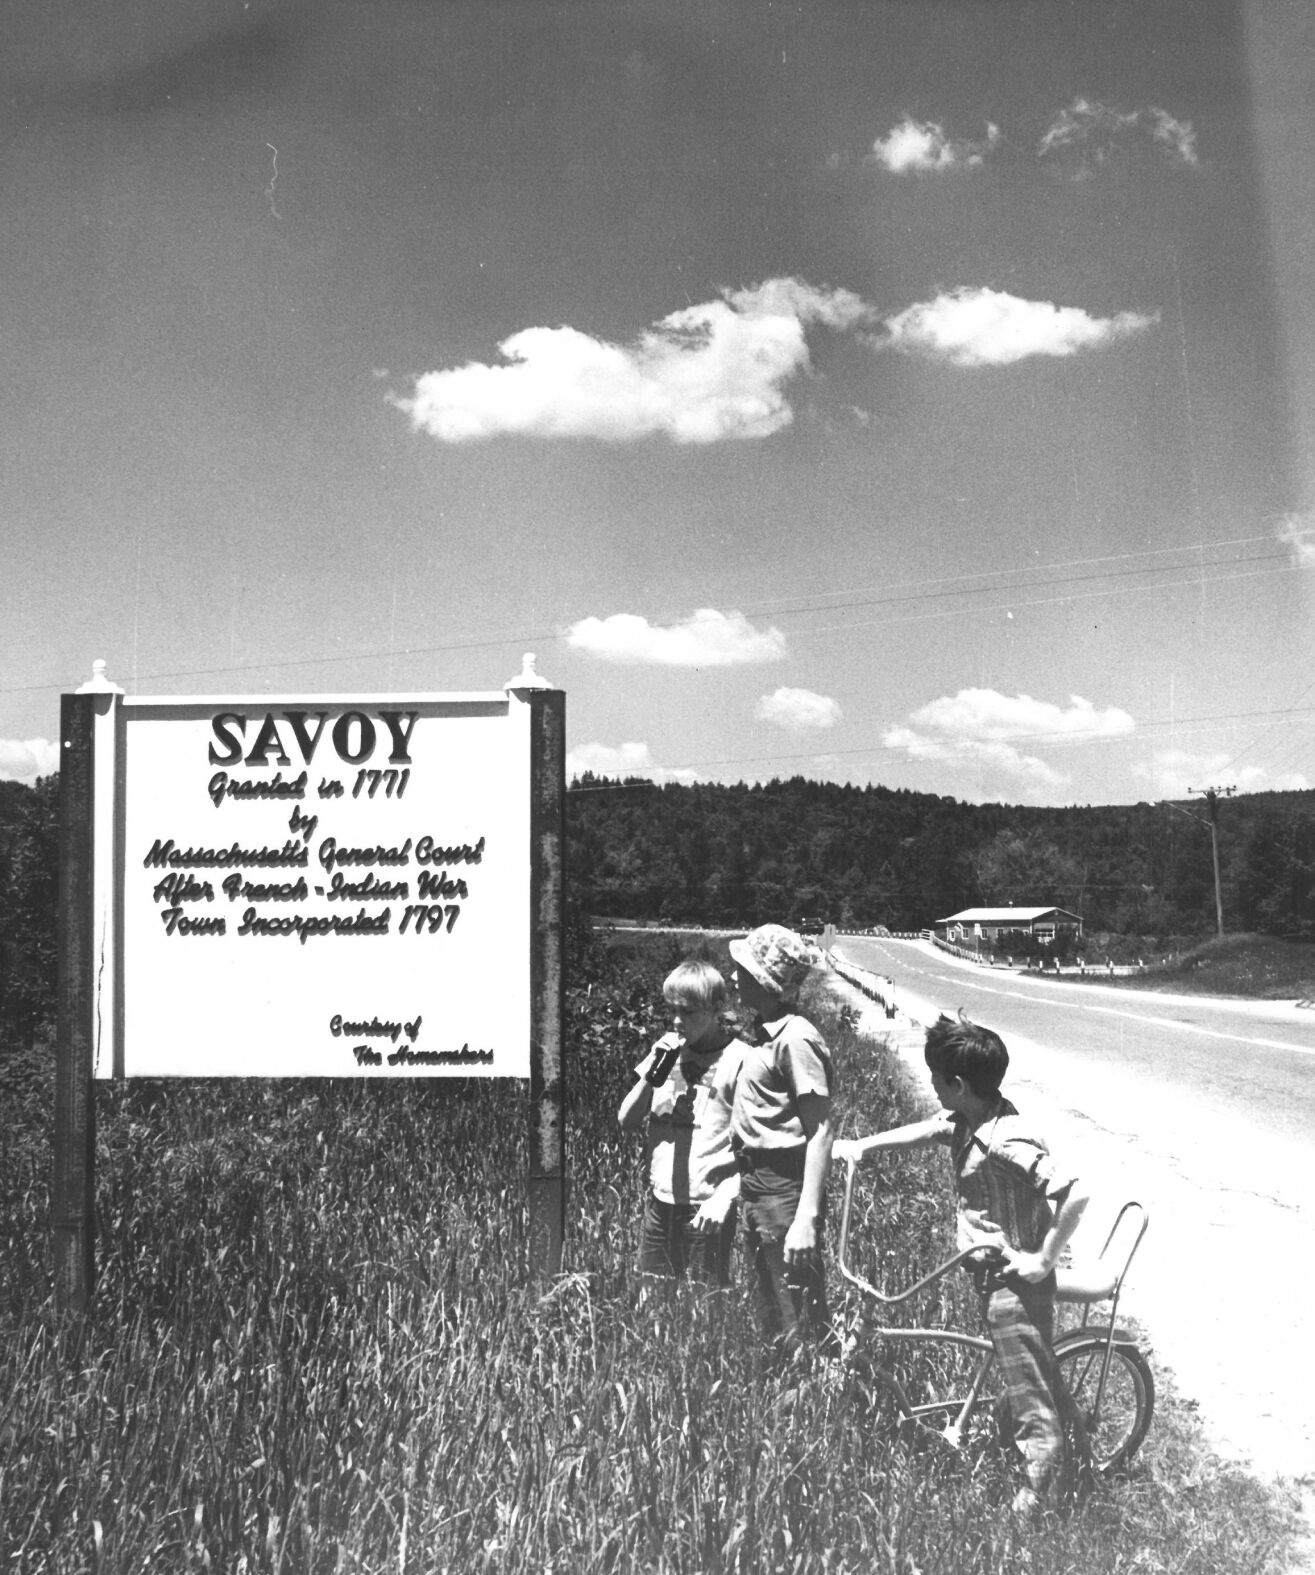 SAVOY
Granted in 1771
by
Massachusetts General Court
After French-Indian War
Town Incorporated 1797
Courtesy of
The Homemakers